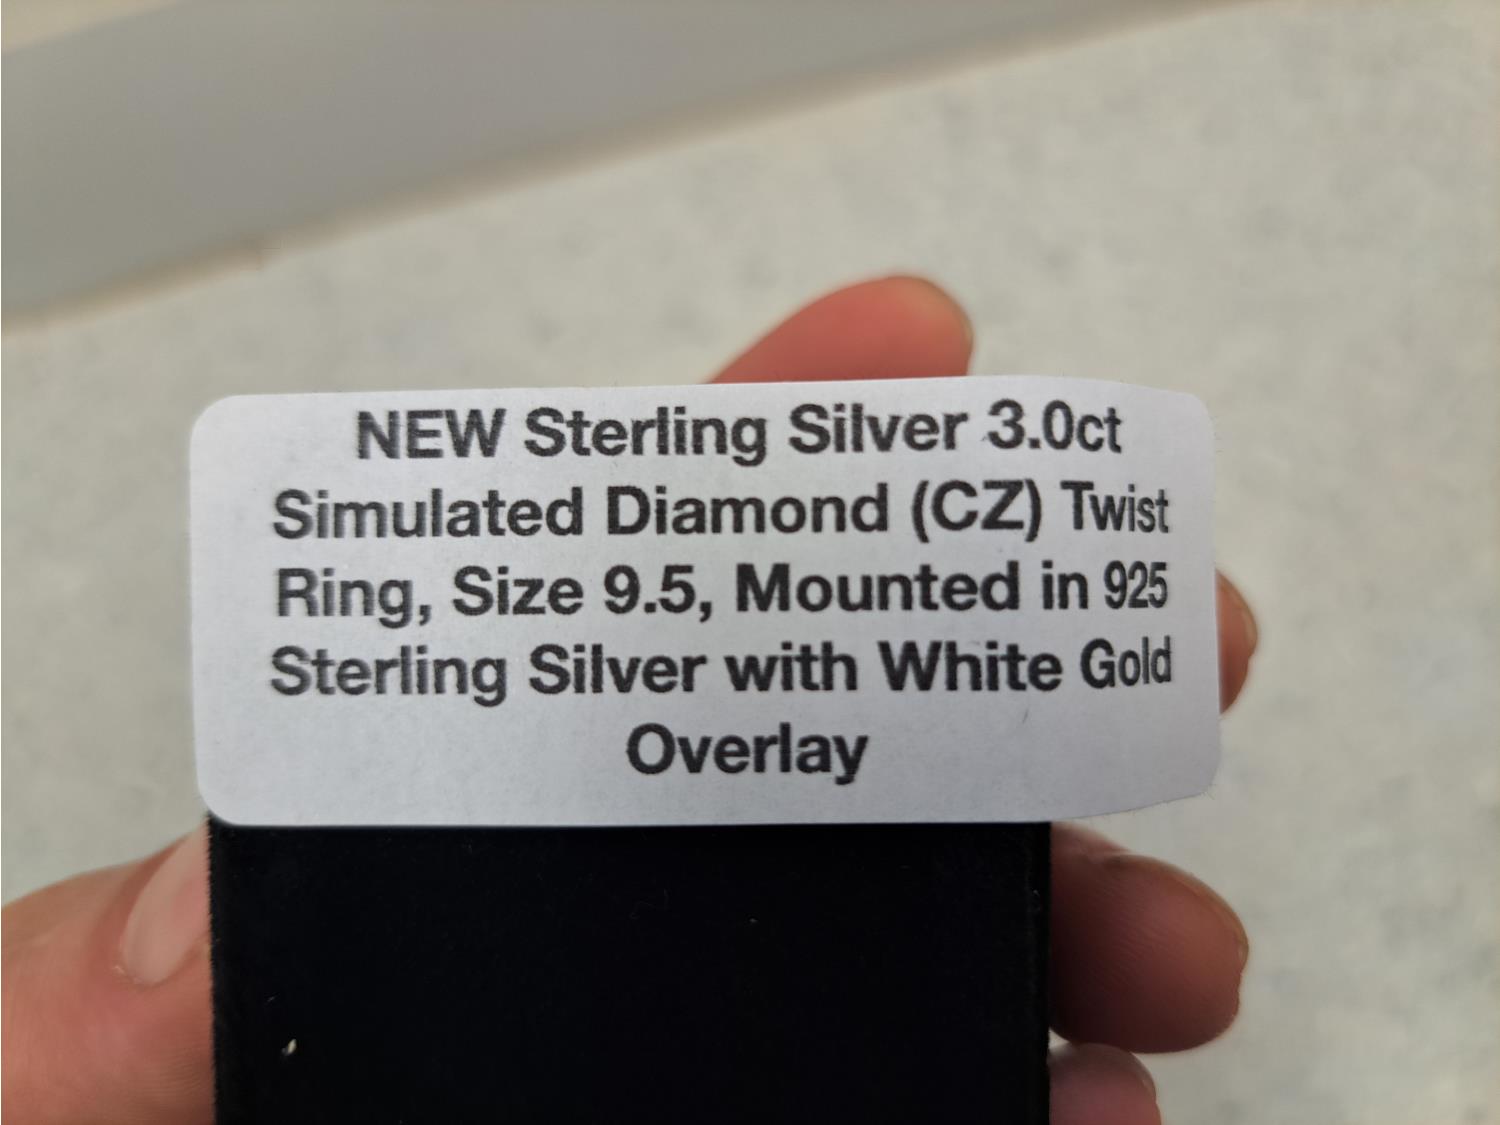 NEW Sterling Silver 3.0ct
Simulated Diamond (CZ) Twist
Ring, Size 9.5, Mounted in 925
Sterling Silver with White Gold
Overlay